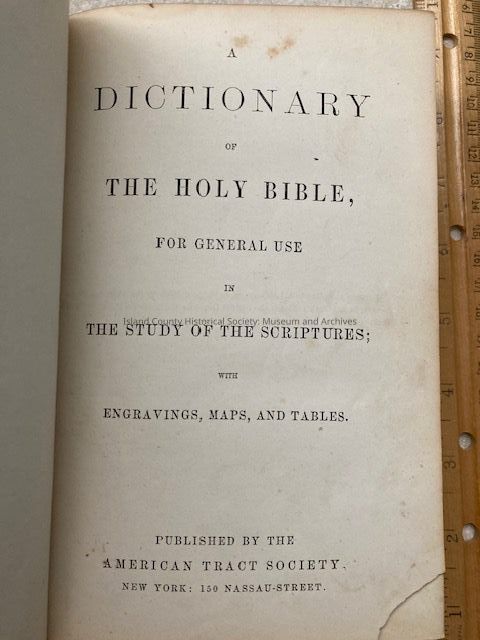 A
DICTIONARY
OF
THE HOLY BIBLE,
FOR GENERAL USE
IN
Island County Historical Society: Museum and Archives
THE STUDY OF THE SCRIPTURES;
WITH
ENGRAVINGS, MAPS, AND TABLES.
PUBLISHED BY THE
AMERICAN TRACT SOCIETY,
NEW YORK: 150 NASSAU-STREET.